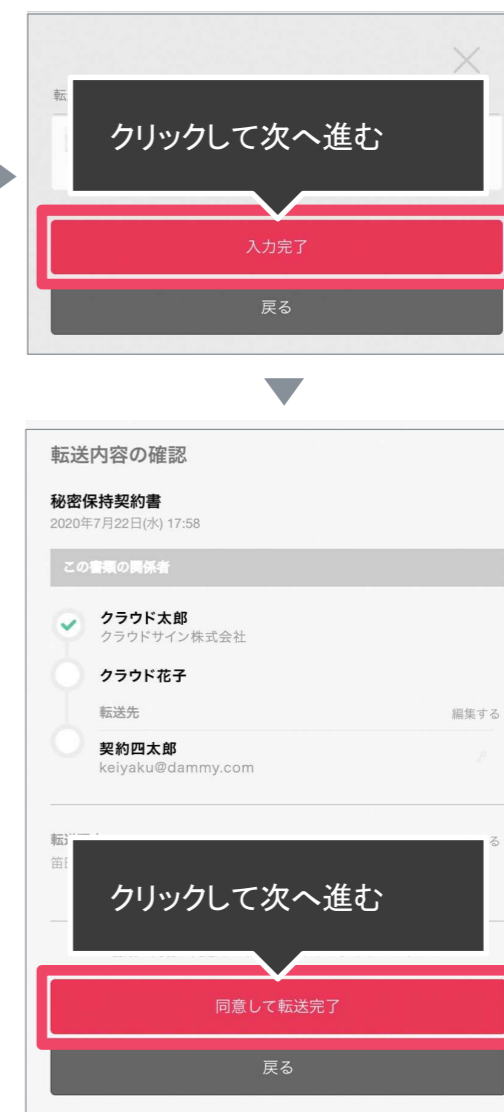 転
クリックして次へ進む
入力完了
戻る
転送内容の確認
秘密保持契約書
2020年7月22日(水) 17:58
この書類の関係者
クラウド太郎
クラウドサイン株式会社
クラウド花子
転送先
編集する
契約四太郎
keiyaku@dammy.com
転送
る
クリックして次へ進む
同意して転送完了
戻る